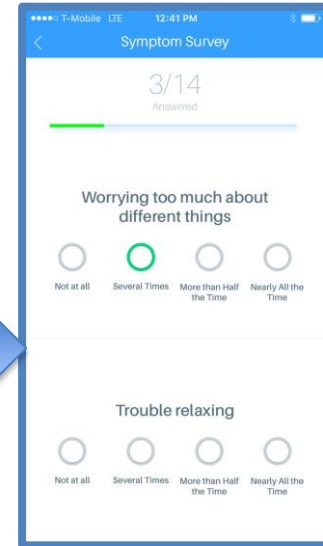 T-Mobile LTE 12:41 PM
Symptom Survey
3/14
Answered
Worrying too much about
different things
Not at all Several Times More than Half
the Time Nearly All the
Time
Trouble relaxing
Not at all Several Times More than Half
the Time Nearly All the
Time